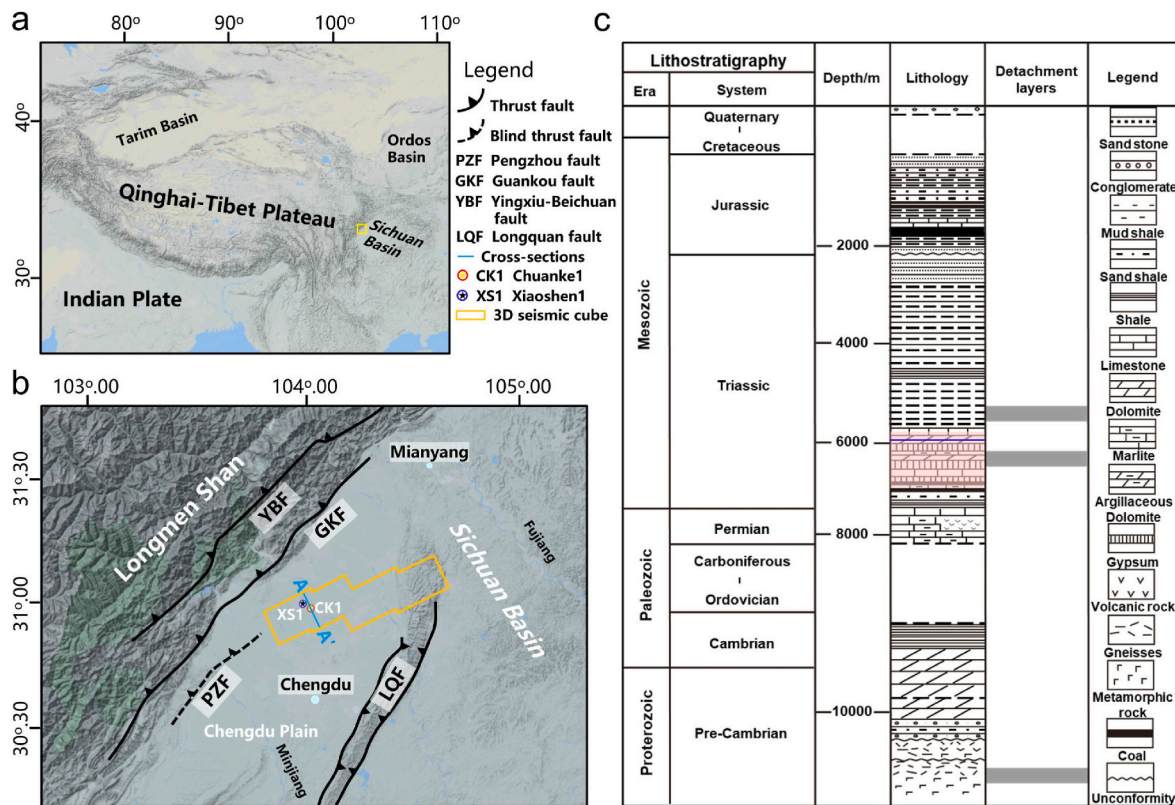 a
80°
90°
100°
110°
40°
30°
Tarim Basin
Ordos
Basin
Qinghai-Tibet Plateau
Sichuan
Basin
Indian Plate
Legend
Thrust fault
Blind thrust fault
PZF Pengzhou fault
GKF Guankou fault
YBF Yingxiu-Beichuan
fault
LQF Longquan fault
Cross-sections
CK1 Chuanke1
XS1 Xiaoshen1
3D seismic cube
b
103°.00
104°.00
105°.00
31°.30
31°.00
30°.30
Mianyang
Longmen Shan
YBF
GKF
Sichuan Basin
Fujiang
A
XS1
CK1
A'
PZF
Chengdu
LQF
Chengdu Plain
Minjiang
c
Lithostratigraphy
Depth/m
Lithology
Detachment
layers
Legend
Era
System
Quaternary
Cretaceous
Jurassic
Triassic
Permian
Carboniferous
Ordovician
Cambrian
Pre-Cambrian
Mesozoic
Paleozoic
Proterozoic
2000
4000
6000
8000
10000
Sand stone
Conglomerate
Mud shale
Sand shale
Shale
Limestone
Dolomite
Marlite
Argillaceous
Dolomite
Gypsum
Volcanic rock
Gneisses
Metamorphic
rock
Coal
Unconformity